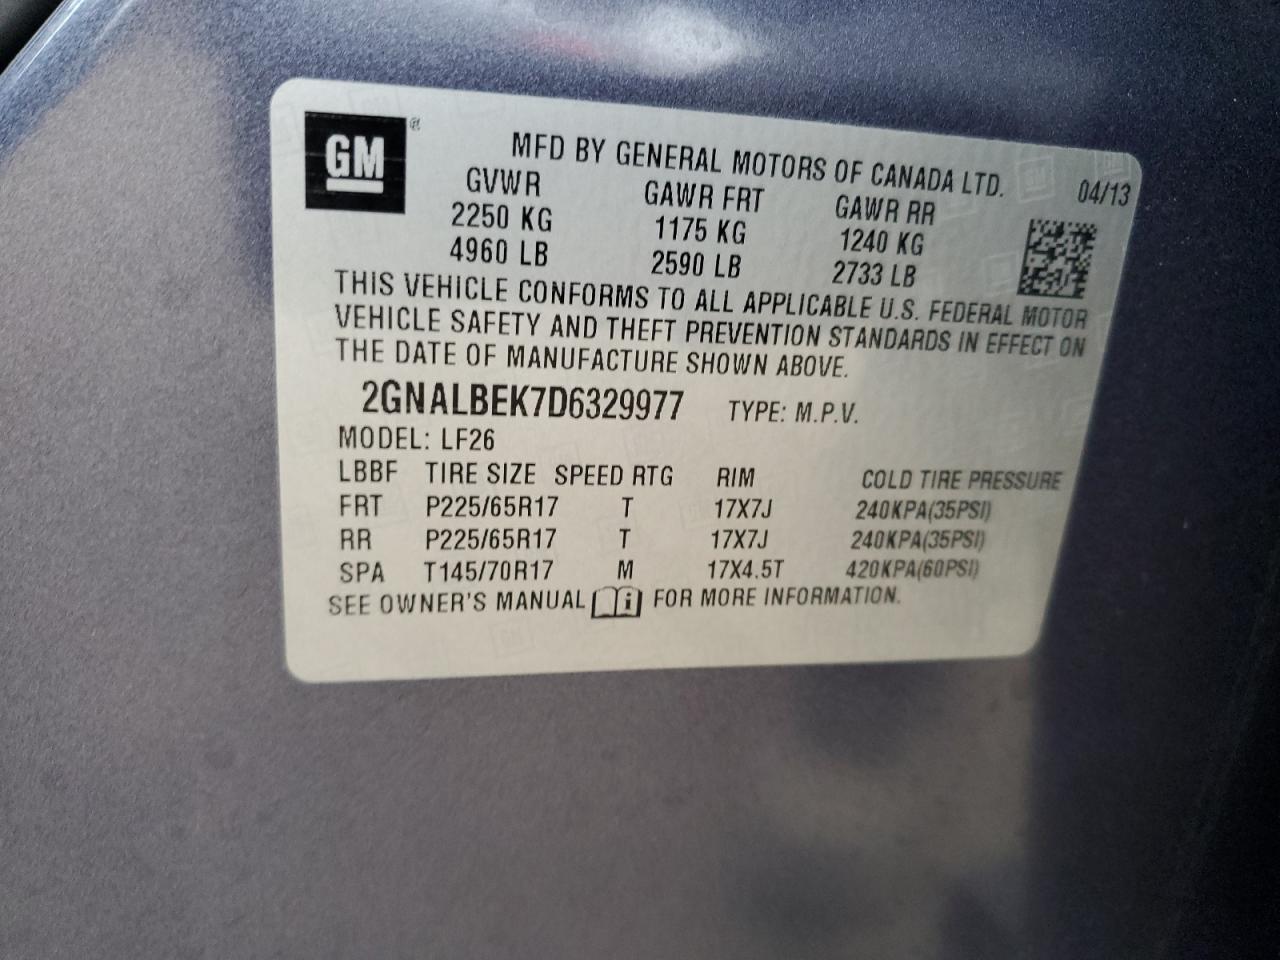 GM®
MFD BY GENERAL MOTORS OF CANADA LTD. 04/13
GVWR GAWR FRT GAWR RR
2250 KG 1175 KG 1240 KG
4960 LB 2590 LB 2733 LB
THIS VEHICLE CONFORMS TO ALL APPLICABLE U.S. FEDERAL MOTOR
VEHICLE SAFETY AND THEFT PREVENTION STANDARDS IN EFFECT ON
THE DATE OF MANUFACTURE SHOWN ABOVE.
2GNALBEK7D6329977 TYPE: M.P.V.
MODEL: LF26
LBBF TIRE SIZE SPEED RTG RIM COLD TIRE PRESSURE
FRT P225/65R17 T 17X7J 240KPA(35PSI)
RR P225/65R17 T 17X7J 240KPA(35PSI)
SPA T145/70R17 M 17X4.5T 420KPA(60PSI)
SEE OWNER'S MANUAL i FOR MORE INFORMATION.